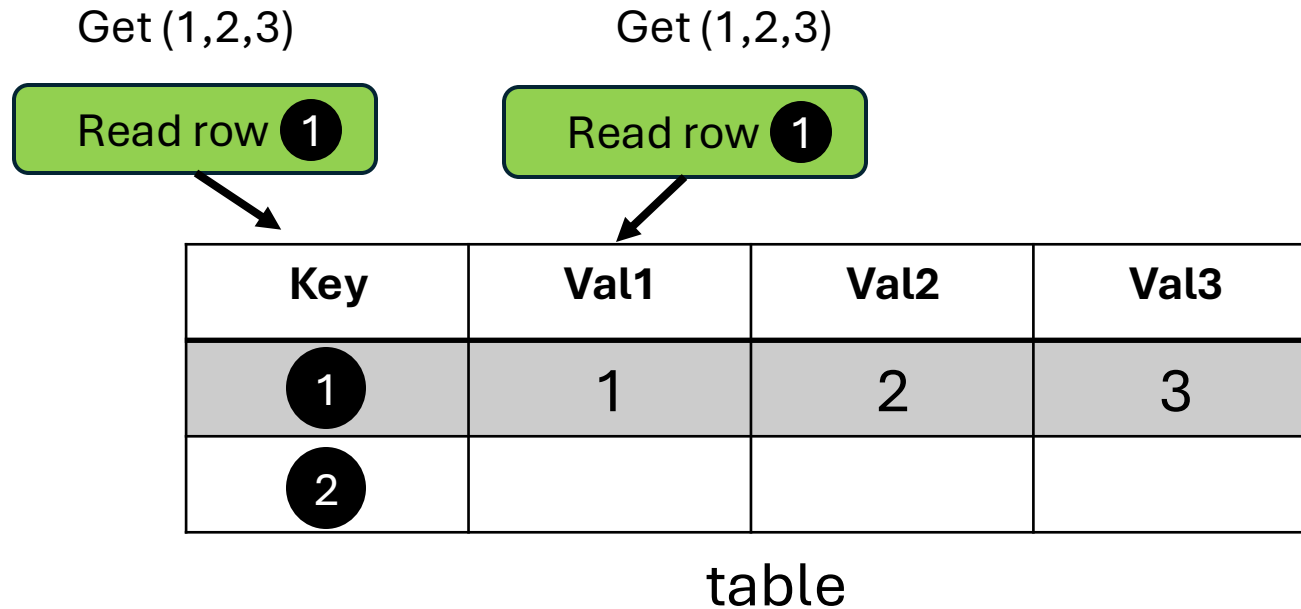 Get (1,2,3) Get (1,2,3)
Read row 1 Read row 1
Key Val1 Val2 Val3
1 1 2 3
2
table